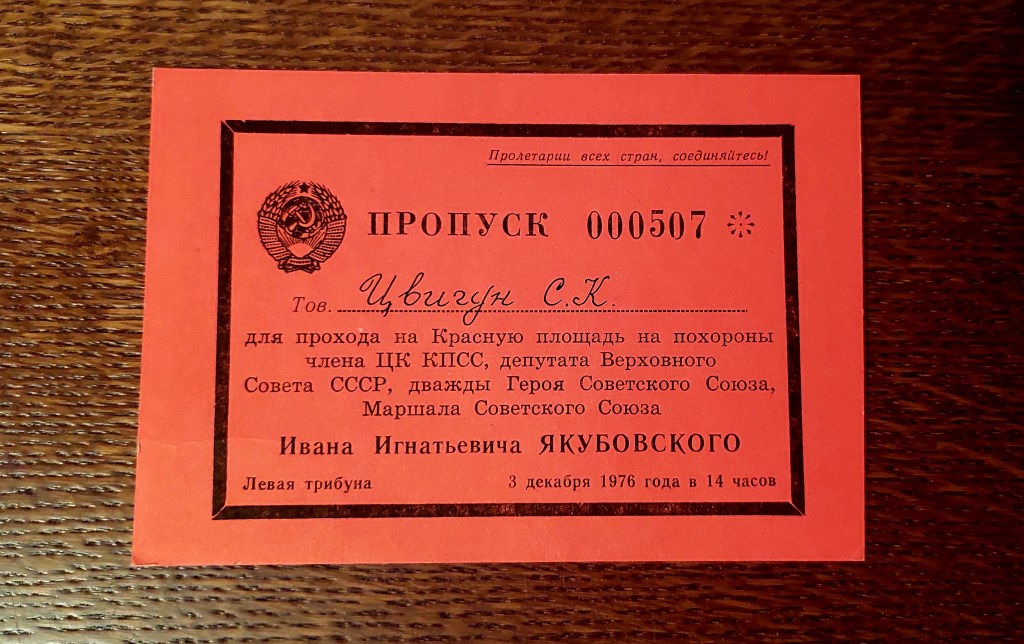 Пролетарии всех стран, соединяйтесь!
ПРОПУСК 000507
Тов. Цвигун С.К.
для прохода на Красную площадь на похороны
члена ЦК КПСС, депутата Верховного
Совета СССР, дважды Героя Советского Союза,
Маршала Советского Союза
Ивана Игнатьевича ЯКУБОВСКОГО
Левая трибуна 3 декабря 1976 года в 14 часов